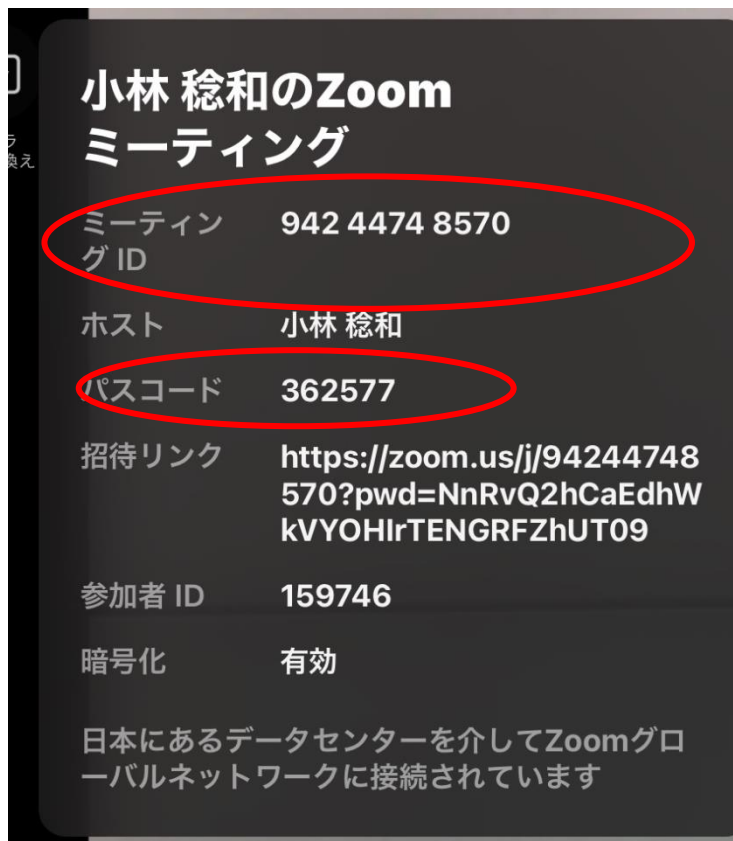 小林 稔和のZoom
ミーティング
ラ
換え
ミーティン
グ ID
942 4474 8570
ホスト
小林 稔和
パスコード
362577
招待リンク
https://zoom.us/j/94244748
570?pwd=NnRvQ2hCaEdhW
kVYOHIrTENGRFZhUT09
参加者 ID
159746
暗号化
有効
日本にあるデータセンターを介してZoomグロ
ーバルネットワークに接続されています